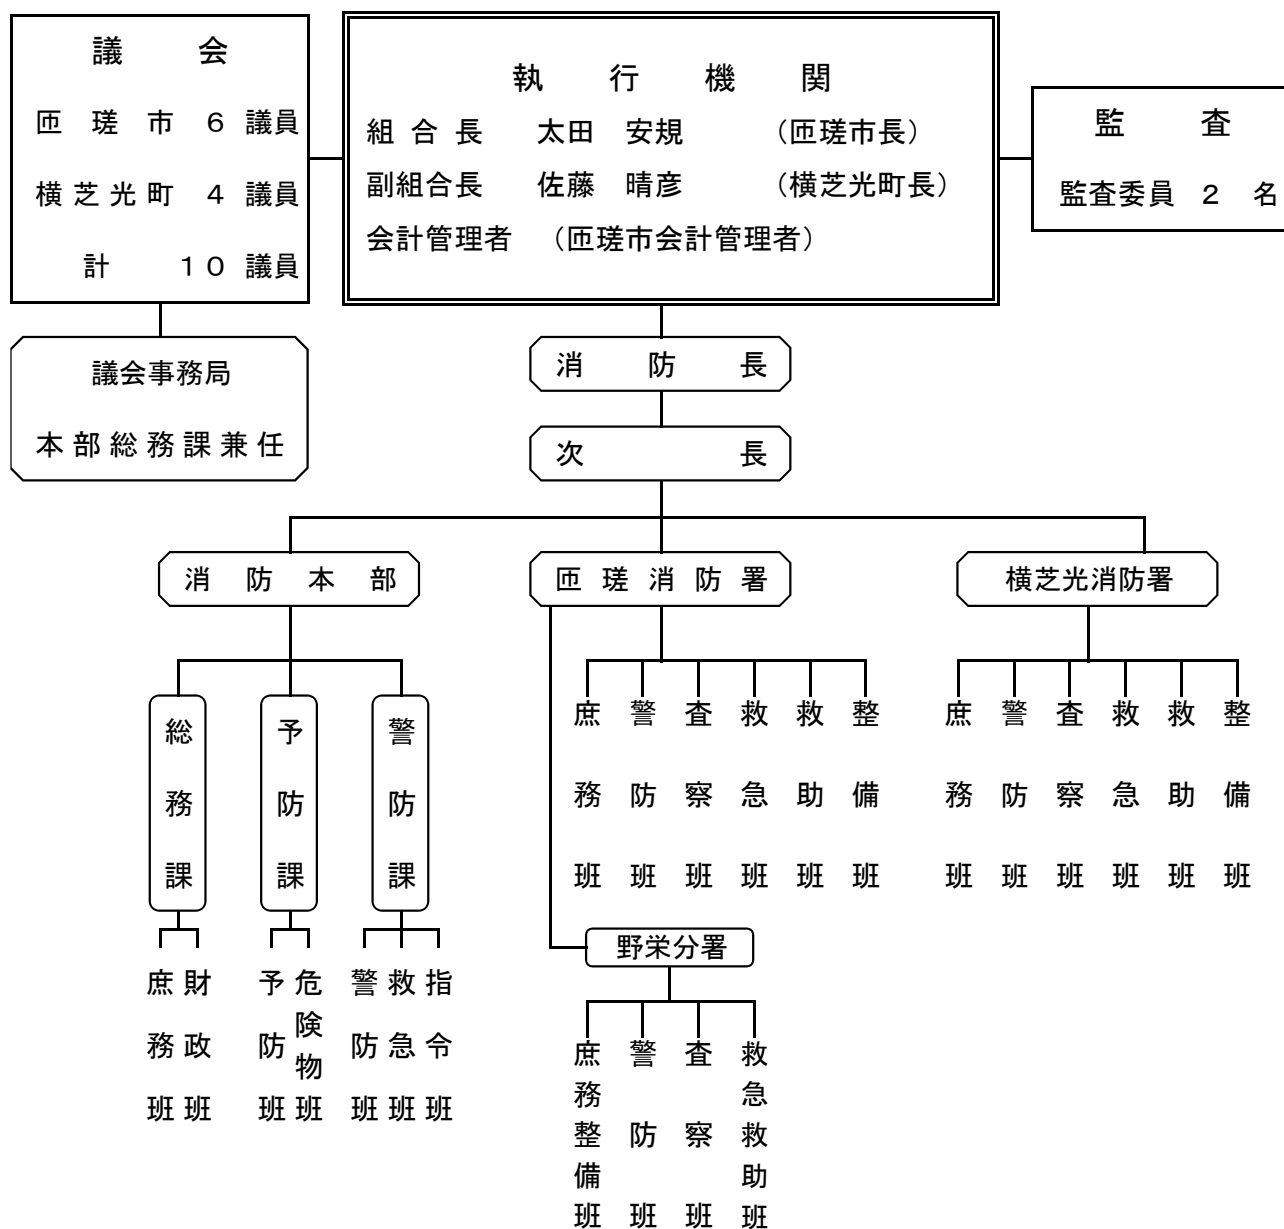 議会
匝瑳市 6 議員
横芝光町 4 議員
計 10 議員
執行機関
組合長 太田 安規 （匝瑳市長）
副組合長 佐藤 晴彦 （横芝光町長）
会計管理者 （匝瑳市会計管理者）
監査
監査委員 2 名
議会事務局
本部総務課兼任
消防長
次長
消防本部
匝瑳消防署
横芝光消防署
総務課
予防課
警防課
庶務班
財政班
予防班
危険物班
警防班
救急班
指令班
庶務班
警防班
査察班
救急班
救助班
整備班
野栄分署
庶務整備班
警防班
査察班
救急救助班
庶務班
警防班
査察班
救急班
救助班
整備班